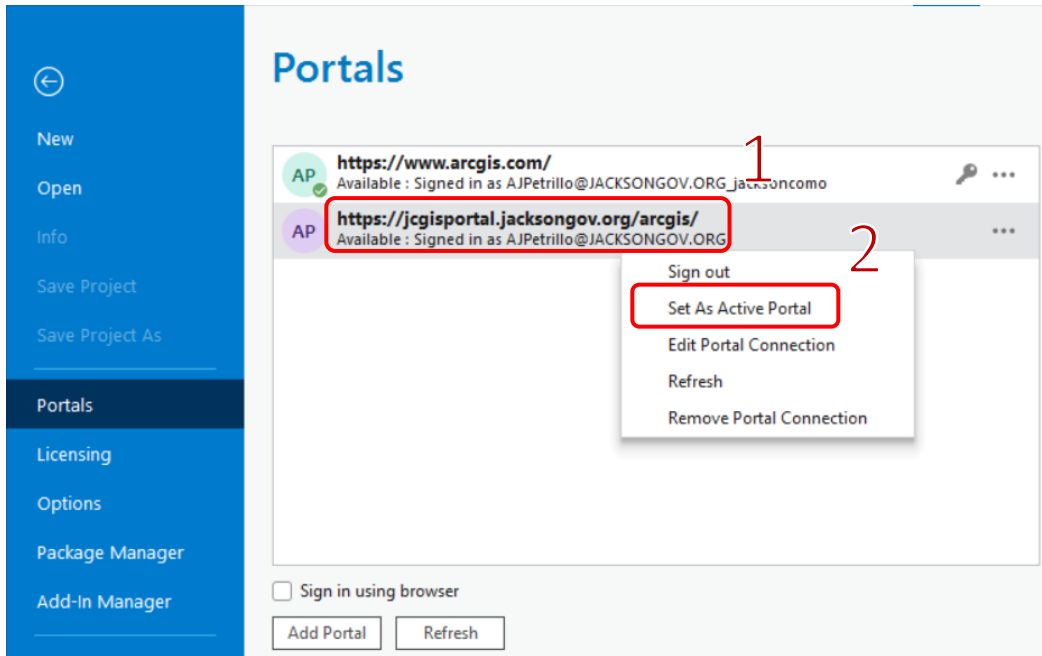 Portals
New
Open
Info
Save Project
Save Project As
Portals
Licensing
Options
Package Manager
Add-In Manager
1
AP
https://www.arcgis.com/
Available : Signed in as AJPetrillo@JACKSONGOV.ORG_jacksoncomo
AP
https://jcgisportal.jacksongov.org/arcgis/
Available : Signed in as AJPetrillo@JACKSONGOV.ORG
2
Sign out
Set As Active Portal
Edit Portal Connection
Refresh
Remove Portal Connection
Sign in using browser
Add Portal
Refresh